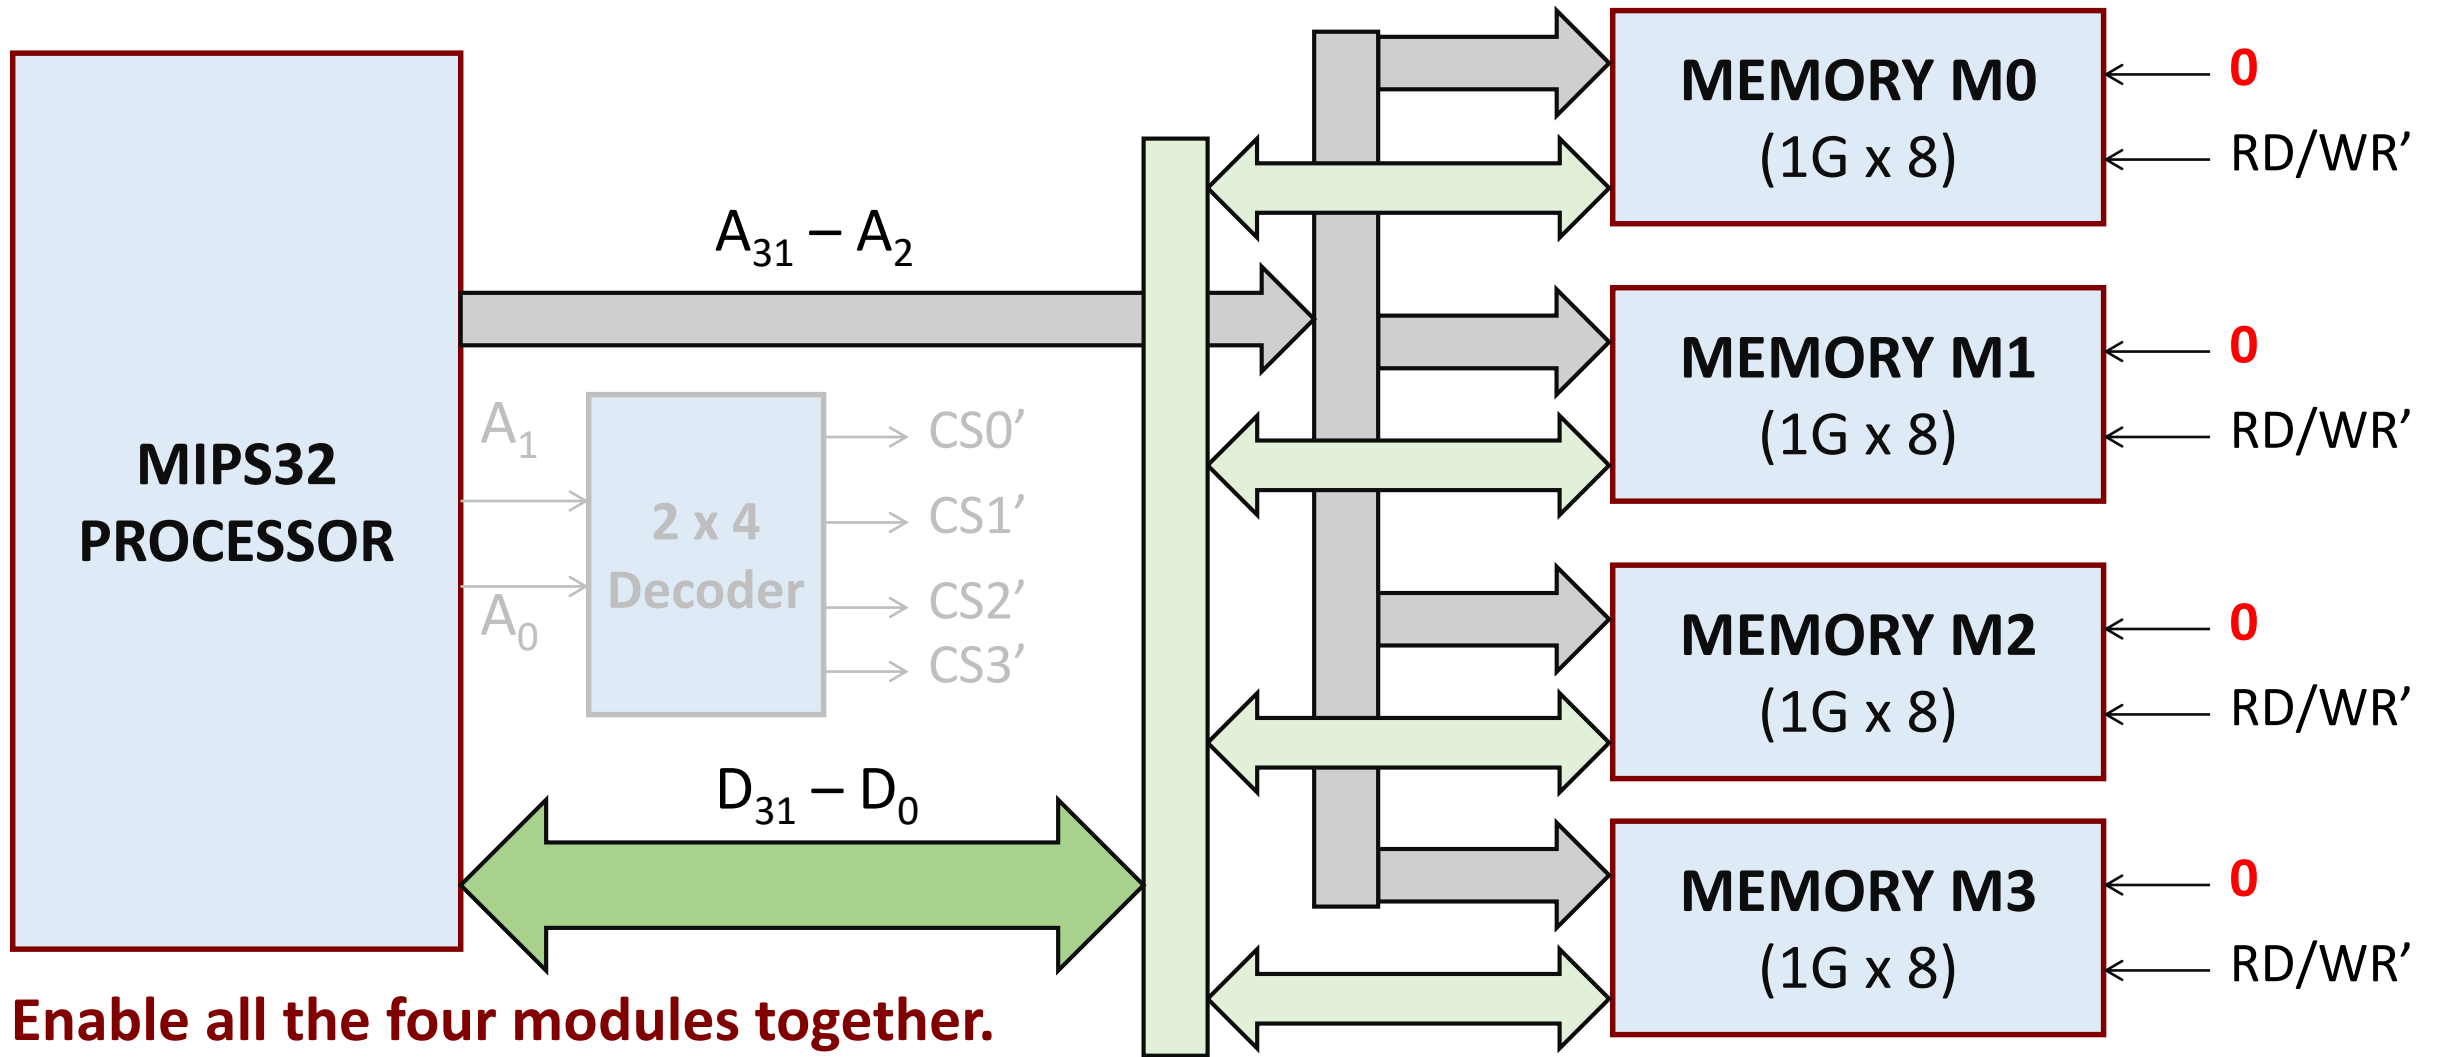 MIPS32
PROCESSOR
A31 – A2
A1
A0
2 x 4
Decoder
CS0’
CS1’
CS2’
CS3’
D31 – D0
MEMORY M0
(1G x 8)
0
RD/WR’
MEMORY M1
(1G x 8)
0
RD/WR’
MEMORY M2
(1G x 8)
0
RD/WR’
MEMORY M3
(1G x 8)
0
RD/WR’
Enable all the four modules together.